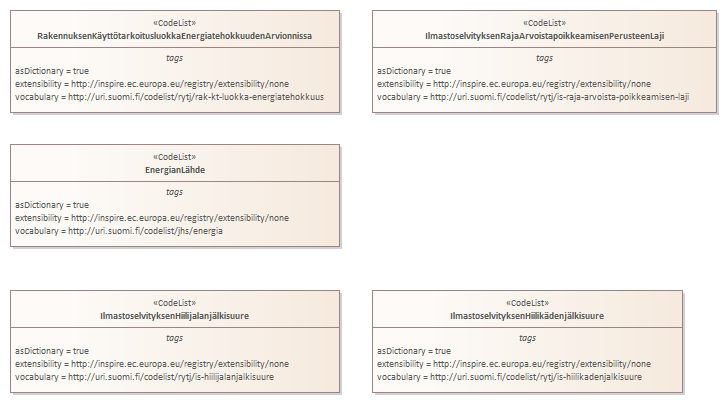 «CodeList»
RakennuksenKäyttötarkoitusluokkaEnergiatehokkuudenArvionnissa
tags
asDictionary = true
extensibility = http://inspire.ec.europa.eu/registry/extensibility/none
vocabulary = http://uri.suomi.fi/codelist/rytj/rak-kt-luokka-energiatehokkuus
«CodeList»
IlmastoselvityksenRajaArvoistapoikkeamisenPerusteenLaji
tags
asDictionary = true
extensibility = http://inspire.ec.europa.eu/registry/extensibility/none
vocabulary = http://uri.suomi.fi/codelist/rytj/is-raja-arvoista-poikkeamisen-laji
«CodeList»
EnergianLähde
tags
asDictionary = true
extensibility = http://inspire.ec.europa.eu/registry/extensibility/none
vocabulary = http://uri.suomi.fi/codelist/jhs/energia
«CodeList»
IlmastoselvityksenHiilijalanjälkisuure
tags
asDictionary = true
extensibility = http://inspire.ec.europa.eu/registry/extensibility/none
vocabulary = http://uri.suomi.fi/codelist/rytj/is-hiilijalanjalkisuure
«CodeList»
IlmastoselvityksenHiilikädenjälkisuure
tags
asDictionary = true
extensibility = http://inspire.ec.europa.eu/registry/extensibility/none
vocabulary = http://uri.suomi.fi/codelist/rytj/is-hiilikadenjalkisuure